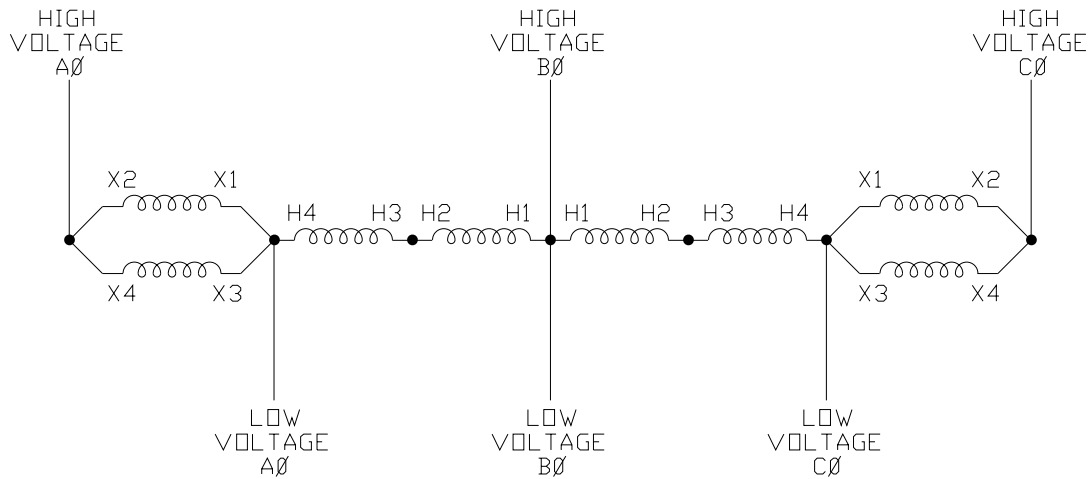 HIGH
VOLTAGE
AØ
HIGH
VOLTAGE
BØ
HIGH
VOLTAGE
CØ
X2 X1
X1 X2
H4 H3 H2 H1 H1 H2 H3 H4
X4 X3
X3 X4
LOW
VOLTAGE
AØ
LOW
VOLTAGE
BØ
LOW
VOLTAGE
CØ